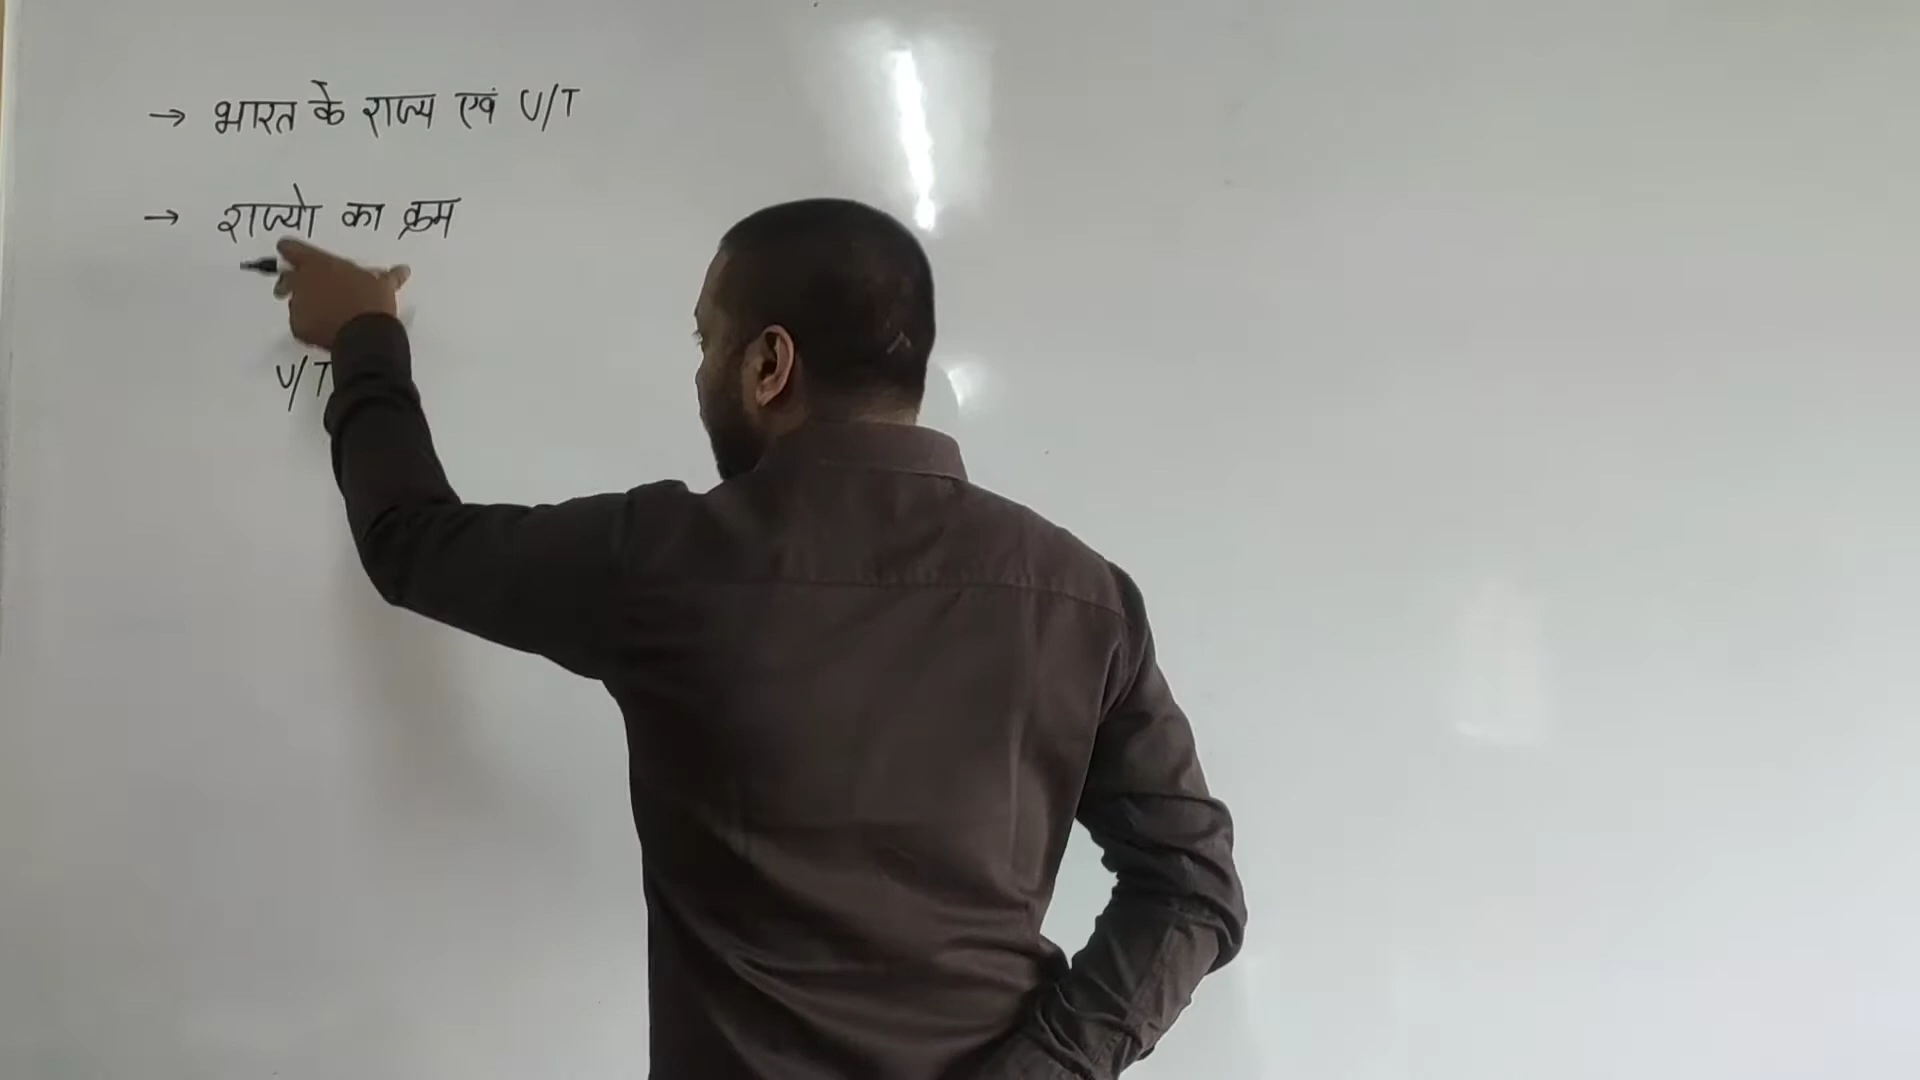 → भारत के राज्य एवं U/T
→ राज्यो का क्रम
U/T